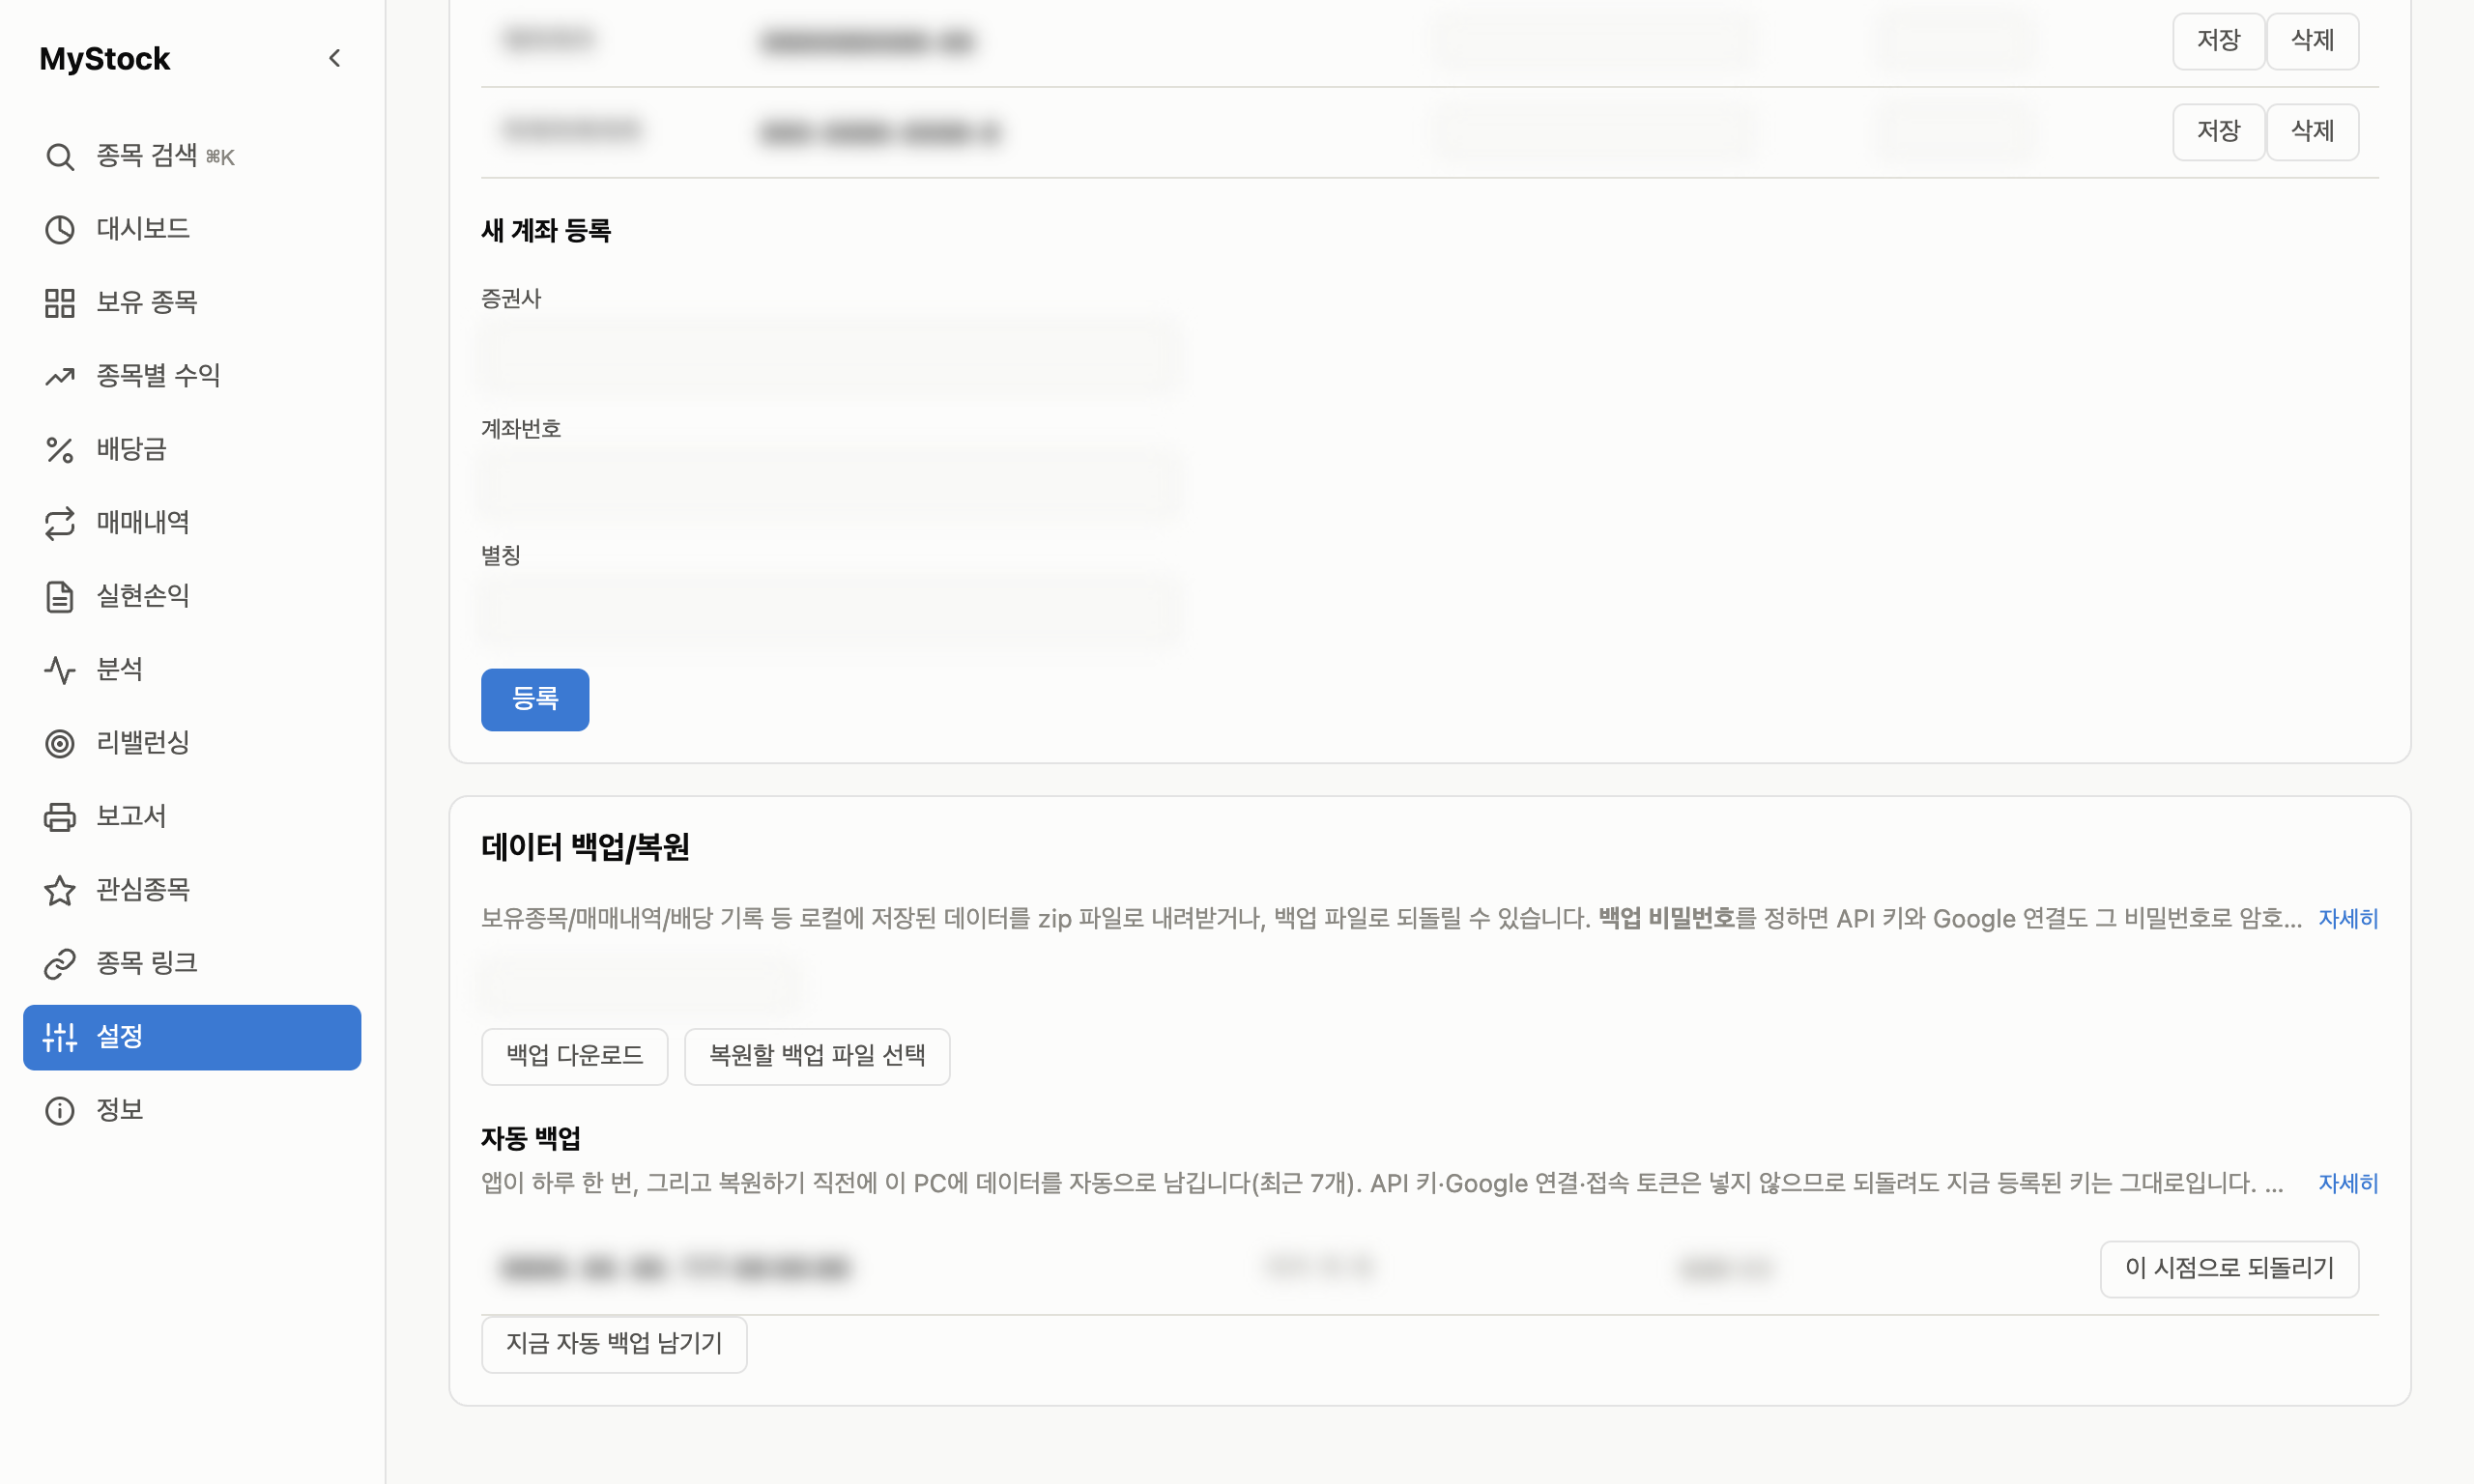 MyStock
종목 검색 ⌘K
대시보드
보유 종목
종목별 수익
배당금
매매내역
실현손익
분석
리밸런싱
보고서
관심종목
종목 링크
설정
정보
저장 삭제
저장 삭제
새 계좌 등록
증권사
계좌번호
별칭
등록
데이터 백업/복원
보유종목/매매내역/배당 기록 등 로컬에 저장된 데이터를 zip 파일로 내려받거나, 백업 파일로 되돌릴 수 있습니다. 백업 비밀번호를 정하면 API 키와 Google 연결도 그 비밀번호로 암호... 자세히
백업 다운로드 복원할 백업 파일 선택
자동 백업
앱이 하루 한 번, 그리고 복원하기 직전에 이 PC에 데이터를 자동으로 남깁니다(최근 7개). API 키·Google 연결·접속 토큰은 넣지 않으므로 되돌려도 지금 등록된 키는 그대로입니다. ... 자세히
이 시점으로 되돌리기
지금 자동 백업 남기기